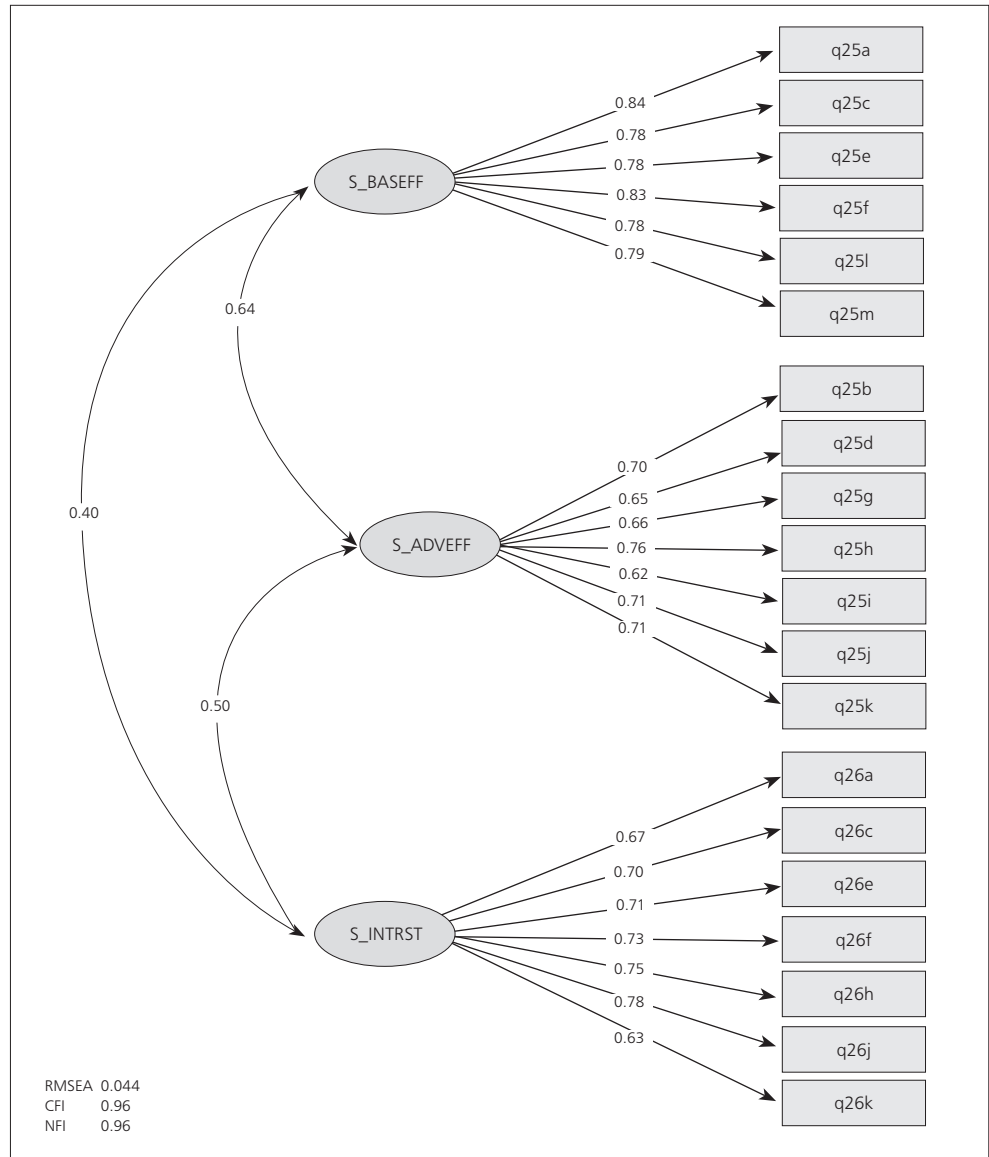 q25a
0.84
q25c
0.78
q25e
0.78
S_BASEFF
q25f
0.83
q25l
0.78
0.79
q25m
0.64
q25b
0.70
q25d
0.65
q25g
0.66
0.40
S_ADVEFF
0.76
q25h
0.62
q25i
0.71
0.71
q25j
q25k
0.50
q26a
0.67
q26c
0.70
q26e
0.71
S_INTRST
0.73
q26f
0.75
q26h
0.78
0.63
q26j
q26k
RMSEA 0.044
CFI 0.96
NFI 0.96